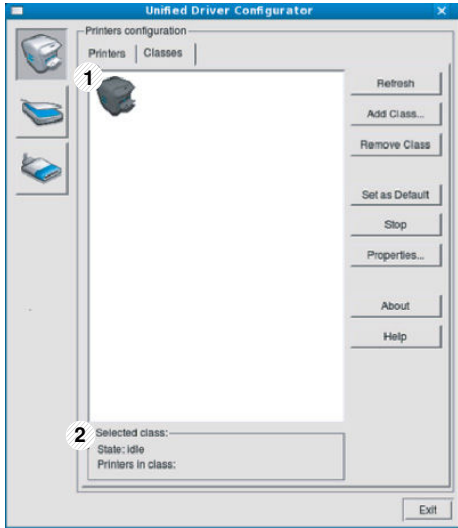 Unified Driver Configurator
Printers configuration
Printers
Classes
1
Refresh
Add Class...
Remove Class
Set as Default
Stop
Properties...
About
Help
2
Selected class:
State: idle
Printers in class:
Exit